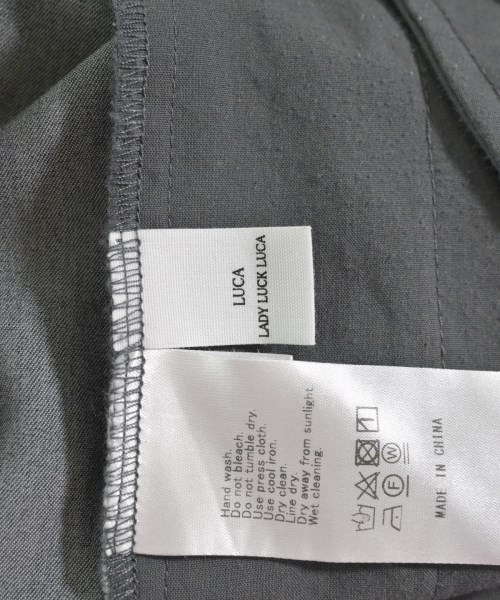 LUCA
LADY LUCK LUCA
Hand wash.
Do not bleach.
Do not tumble dry.
Use press cloth.
Use cool iron.
Dry clean.
Line dry.
Dry away from sunlight
Wet cleaning.
F W
MADE IN CHINA